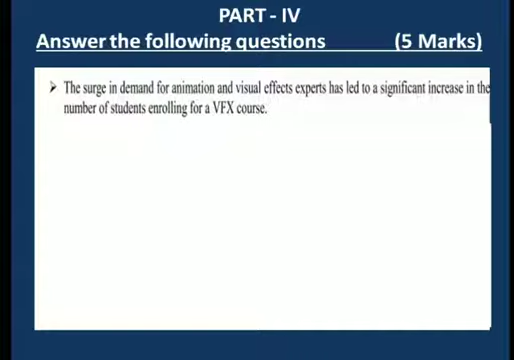 PART - IV
Answer the following questions (5 Marks)
➢ The surge in demand for animation and visual effects experts has led to a significant increase in the
number of students enrolling for a VFX course.